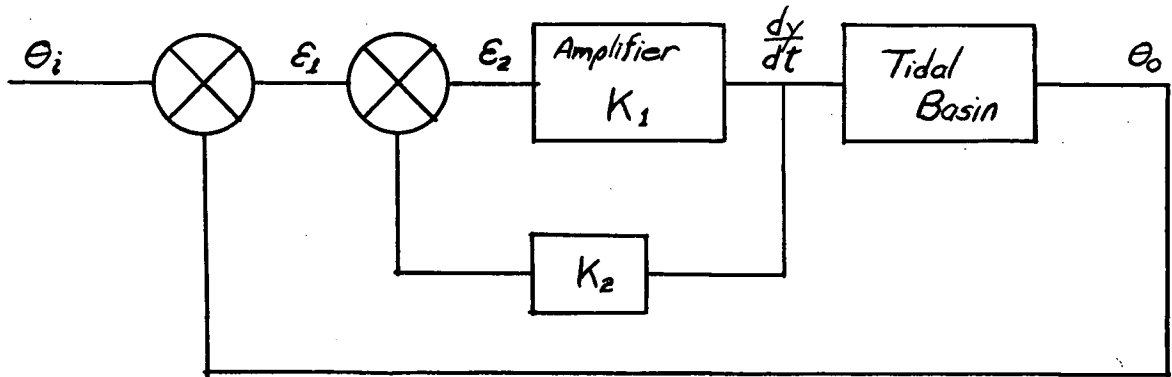 θi
ε1
ε2
Amplifier
K1
dy
dt
Tidal
Basin
θo
K2